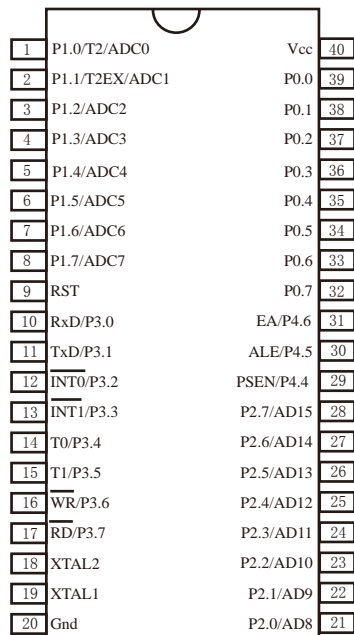 1 P1.0/T2/ADC0 Vcc 40
2 P1.1/T2EX/ADC1 P0.0 39
3 P1.2/ADC2 P0.1 38
4 P1.3/ADC3 P0.2 37
5 P1.4/ADC4 P0.3 36
6 P1.5/ADC5 P0.4 35
7 P1.6/ADC6 P0.5 34
8 P1.7/ADC7 P0.6 33
9 RST P0.7 32
10 RxD/P3.0 EA/P4.6 31
11 TxD/P3.1 ALE/P4.5 30
12 INT0/P3.2 PSEN/P4.4 29
13 INT1/P3.3 P2.7/AD15 28
14 T0/P3.4 P2.6/AD14 27
15 T1/P3.5 P2.5/AD13 26
16 WR/P3.6 P2.4/AD12 25
17 RD/P3.7 P2.3/AD11 24
18 XTAL2 P2.2/AD10 23
19 XTAL1 P2.1/AD9 22
20 Gnd P2.0/AD8 21